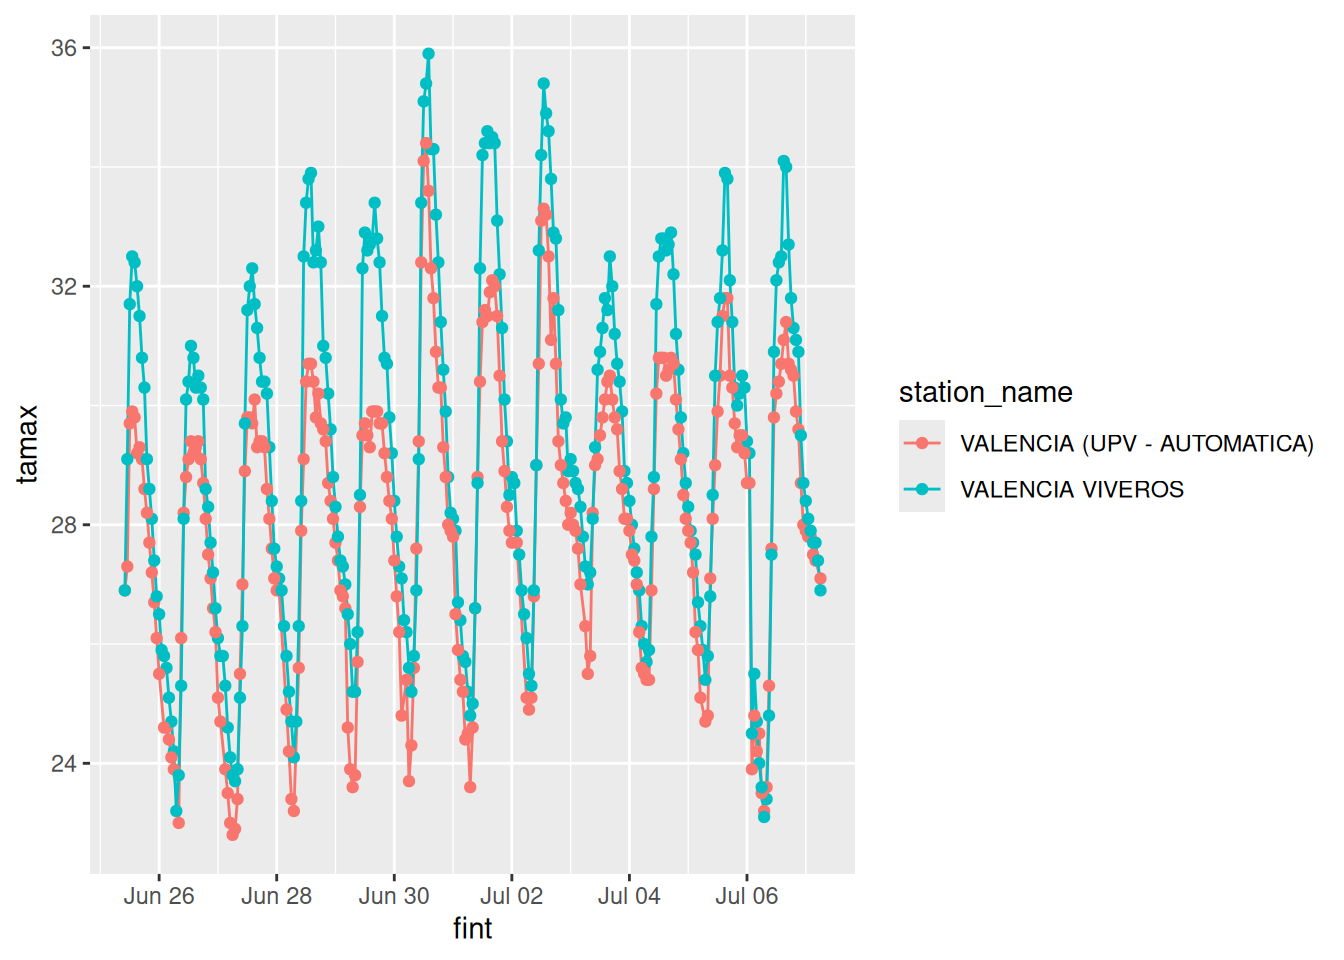 36
32
28
24
tamax
Jun 26 Jun 28 Jun 30 Jul 02 Jul 04 Jul 06
fint
station_name
VALENCIA (UPV - AUTOMATICA)
VALENCIA VIVEROS